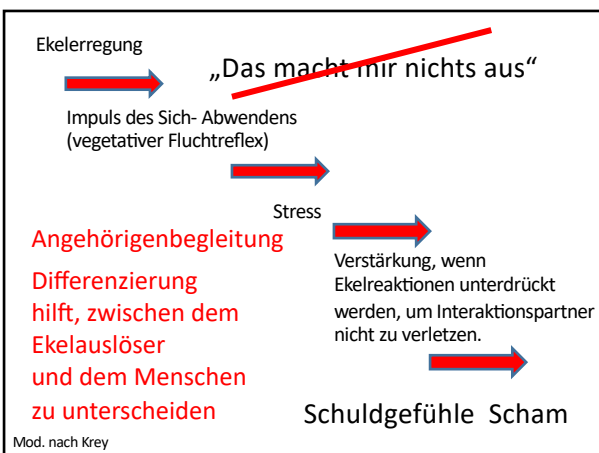 Ekelerregung
„Das macht mir nichts aus“
Impuls des Sich- Abwendens
(vegetativer Fluchtreflex)
Stress
Angehörigenbegleitung
Differenzierung
hilft, zwischen dem
Ekelauslöser
und dem Menschen
zu unterscheiden
Verstärkung, wenn
Ekelreaktionen unterdrückt
werden, um Interaktionspartner
nicht zu verletzen.
Schuldgefühle Scham
Mod. nach Krey